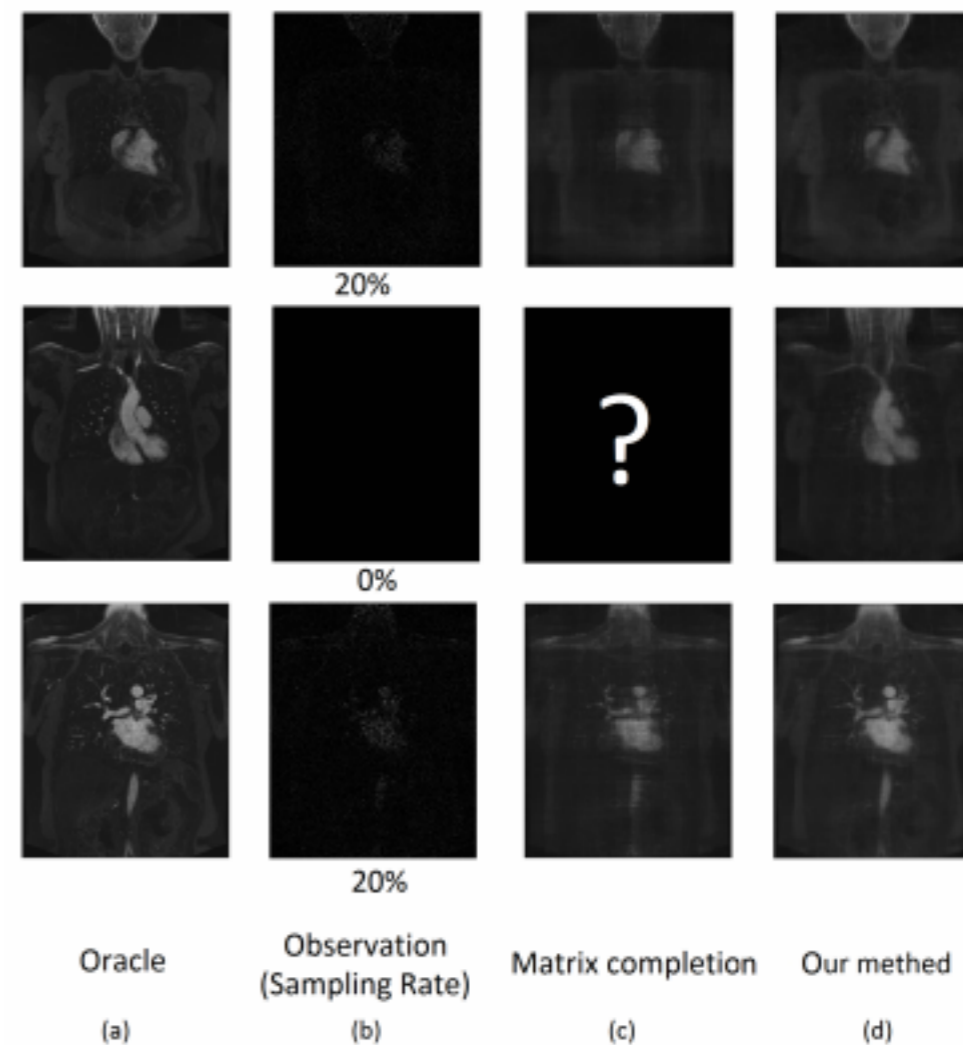 20%
?
0%
20%
Oracle
Observation
(Sampling Rate)
Matrix completion
Our methed
(a)
(b)
(c)
(d)